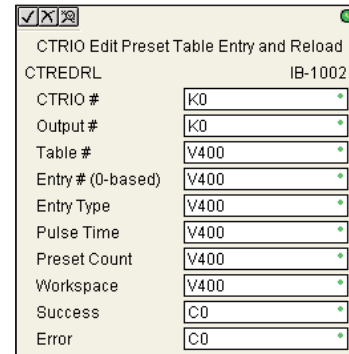 CTRIO Edit Preset Table Entry and Reload
CTREDRL IB-1002
CTRIO # K0
Output # K0
Table # V400
Entry # (0-based) V400
Entry Type V400
Pulse Time V400
Preset Count V400
Workspace V400
Success C0
Error C0